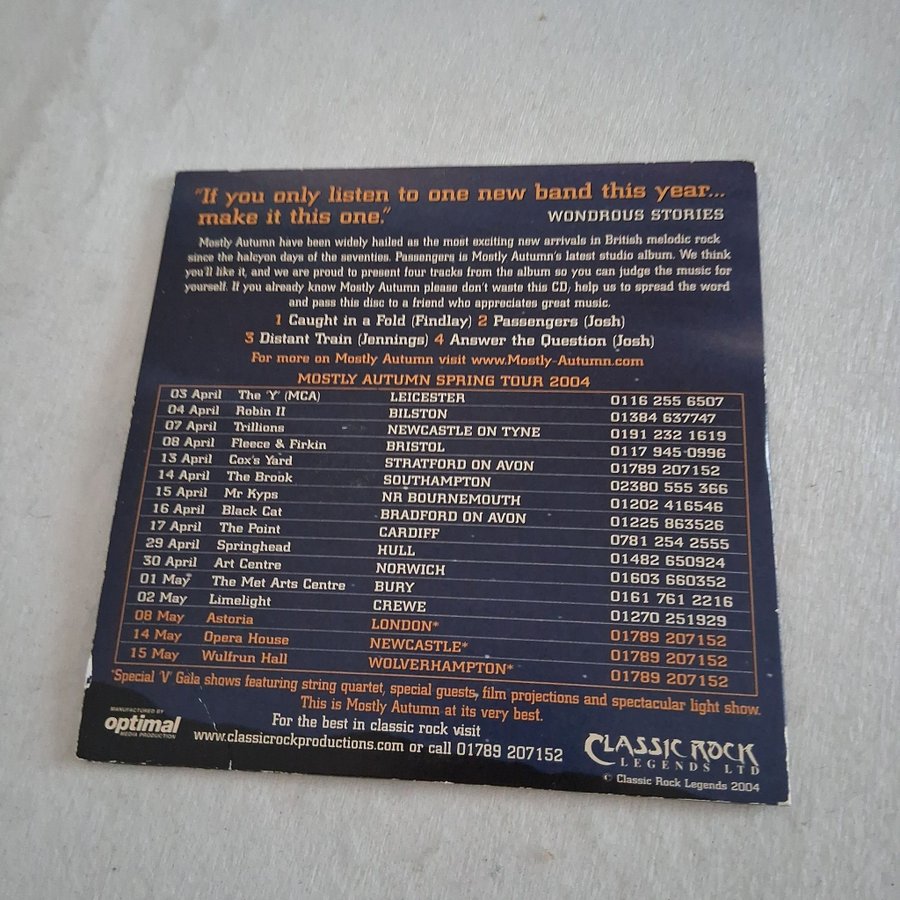 "If you only listen to one new band this year...
make it this one." WONDROUS STORIES
Mostly Autumn have been widely hailed as the most exciting new arrivals in British melodic rock
since the halcyon days of the seventies. Passengers is Mostly Autumn's latest studio album. We think
you'll like it, and we are proud to present four tracks from the album so you can judge the music for
yourself. If you already know Mostly Autumn please don't waste this CD; help us to spread the word
and pass this disc to a friend who appreciates great music.
1 Caught in a Fold (Findlay) 2 Passengers (Josh)
3 Distant Train (Jennings) 4 Answer the Question (Josh)
For more on Mostly Autumn visit www.Mostly-Autumn.com
MOSTLY AUTUMN SPRING TOUR 2004
03 April The 'Y' (MCA) LEICESTER 0116 255 6507
04 April Robin II BILSTON 01384 637747
07 April Trillions NEWCASTLE ON TYNE 0191 232 1619
08 April Fleece & Firkin BRISTOL 0117 945 0996
13 April Cox's Yard STRATFORD ON AVON 01789 207152
14 April The Brook SOUTHAMPTON 02380 555 366
15 April Mr Kyps NR BOURNEMOUTH 01202 416546
16 April Black Cat BRADFORD ON AVON 01225 863526
17 April The Point CARDIFF 0781 254 2555
29 April Springhead HULL 01482 650924
30 April Art Centre NORWICH 01603 660352
01 May The Met Arts Centre BURY 0161 761 2216
02 May Limelight CREWE 01270 251929
08 May Astoria LONDON* 01789 207152
14 May Opera House NEWCASTLE* 01789 207152
15 May Wulfrun Hall WOLVERHAMPTON* 01789 207152
*Special 'V' Gala shows featuring string quartet, special guests, film projections and spectacular light show.
This is Mostly Autumn at its very best.
For the best in classic rock visit
www.classicrockproductions.com or call 01789 207152
MANUFACTURED BY
optimal
MEDIA PRODUCTION
CLASSIC ROCK
LEGENDS LTD
© Classic Rock Legends 2004